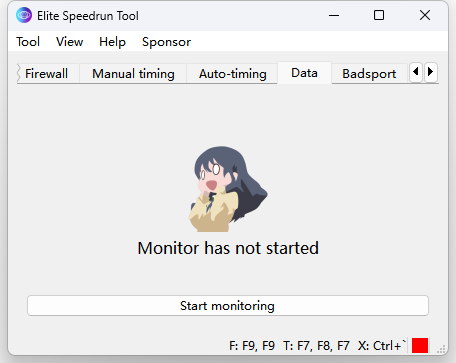 Elite Speedrun Tool
Tool View Help Sponsor
Firewall Manual timing Auto-timing Data Badsport
Monitor has not started
Start monitoring
F: F9, F9 T: F7, F8, F7 X: Ctrl+`